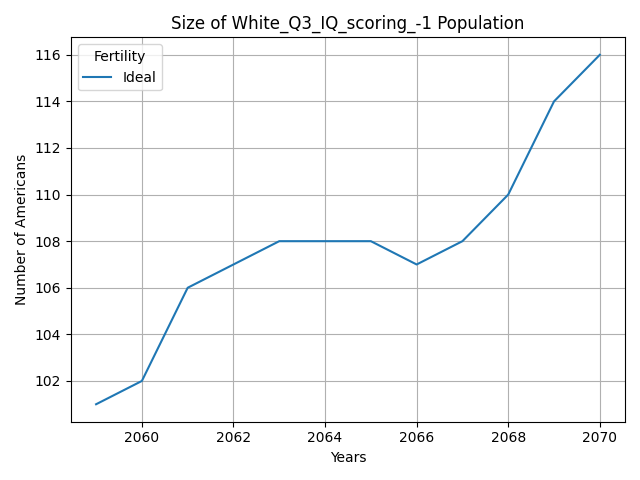 Size of White_Q3_IQ_scoring_-1 Population
Fertility
Ideal
Number of Americans
116
114
112
110
108
106
104
102
2060
2062
2064
2066
2068
2070
Years